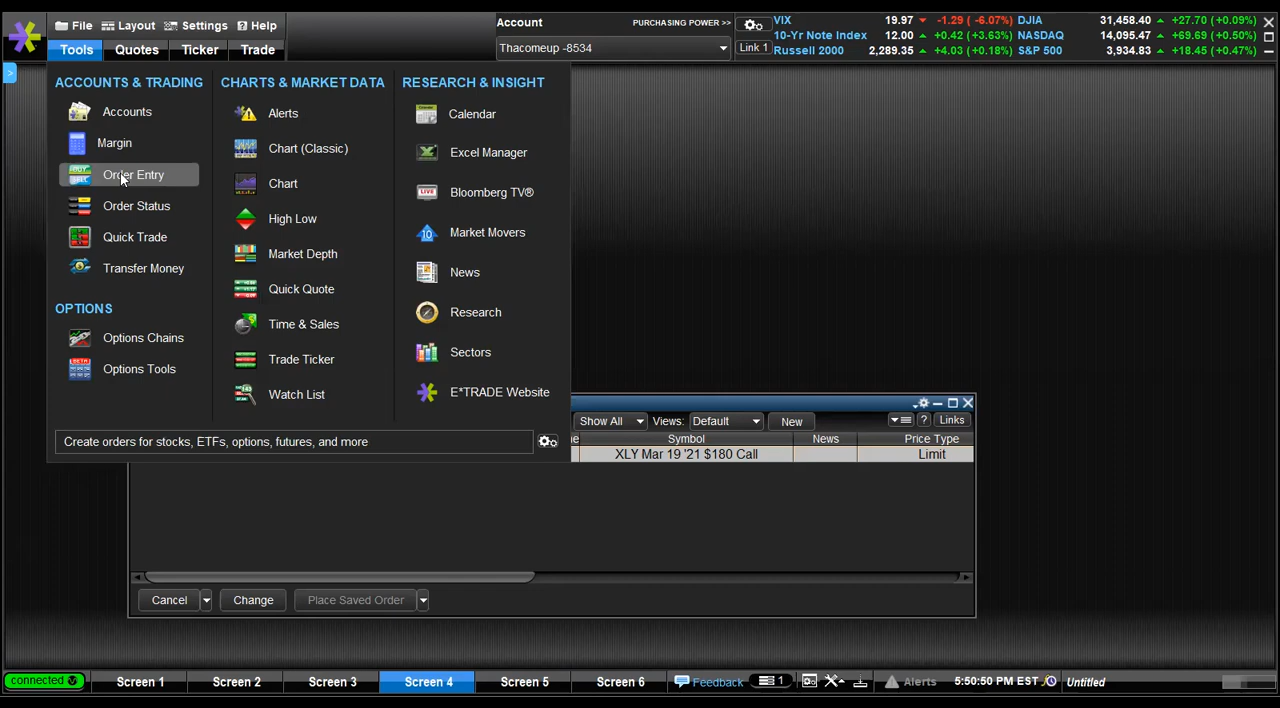 File Layout Settings ? Help
Account
PURCHASING POWER >>
VIX 19.97 -1.29 ( -6.07%) DJIA 31,458.40 +27.70 (+0.09%)
Tools Quotes Ticker Trade
Thacomeup -8534
Link 1
10-Yr Note Index 12.00 +0.42 (+3.63%) NASDAQ 14,095.47 +69.69 (+0.50%)
Russell 2000 2,289.35 +4.03 (+0.18%) S&P 500 3,934.83 +18.45 (+0.47%)
>
ACCOUNTS & TRADING
Accounts
Margin
Order Entry
Order Status
Quick Trade
Transfer Money
OPTIONS
Options Chains
Options Tools
CHARTS & MARKET DATA
Alerts
Chart (Classic)
Chart
High Low
Market Depth
Quick Quote
Time & Sales
Trade Ticker
Watch List
RESEARCH & INSIGHT
Calendar
Excel Manager
LIVE Bloomberg TV®
10 Market Movers
News
Research
Sectors
E*TRADE Website
Create orders for stocks, ETFs, options, futures, and more
Show All Views: Default New ? Links
Symbol News Price Type
XLY Mar 19 '21 $180 Call Limit
Cancel Change Place Saved Order
connected Screen 1 Screen 2 Screen 3 Screen 4 Screen 5 Screen 6 Feedback 1 Alerts 5:50:50 PM EST Untitled